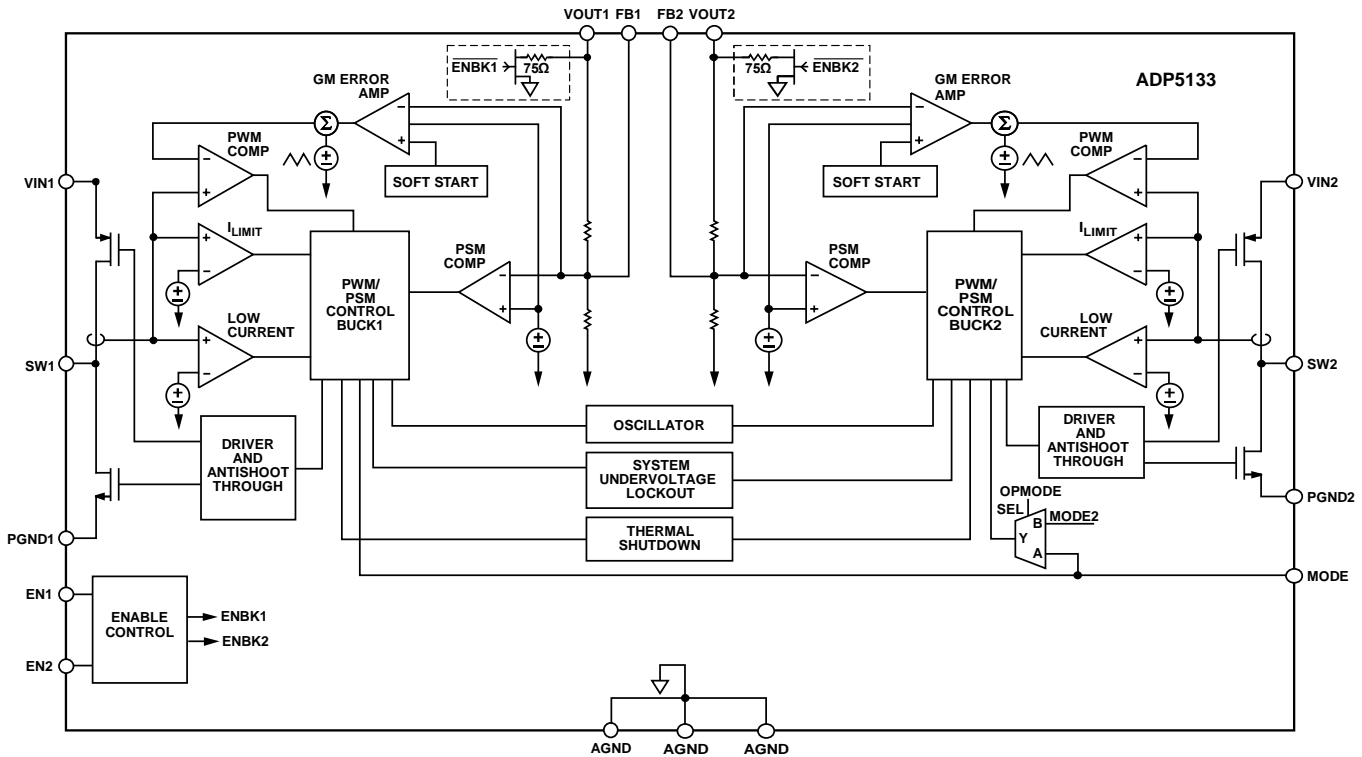 VOUT1 FB1 FB2 VOUT2
ENBK1 75Ω
75Ω ENBK2
ADP5133
GM ERROR
AMP
GM ERROR
AMP
Σ
Σ
PWM
COMP
PWM
COMP
SOFT START
SOFT START
VIN1
VIN2
ILIMIT
ILIMIT
PSM
COMP
PSM
COMP
PWM/
PSM
CONTROL
BUCK1
PWM/
PSM
CONTROL
BUCK2
LOW
CURRENT
LOW
CURRENT
SW1
SW2
OSCILLATOR
DRIVER
AND
ANTISHOOT
THROUGH
DRIVER
AND
ANTISHOOT
THROUGH
SYSTEM
UNDERVOLTAGE
LOCKOUT
OPMODE
SEL
B MODE2
Y
A
PGND2
THERMAL
SHUTDOWN
PGND1
MODE
EN1
ENABLE
CONTROL
ENBK1
ENBK2
EN2
AGND AGND AGND